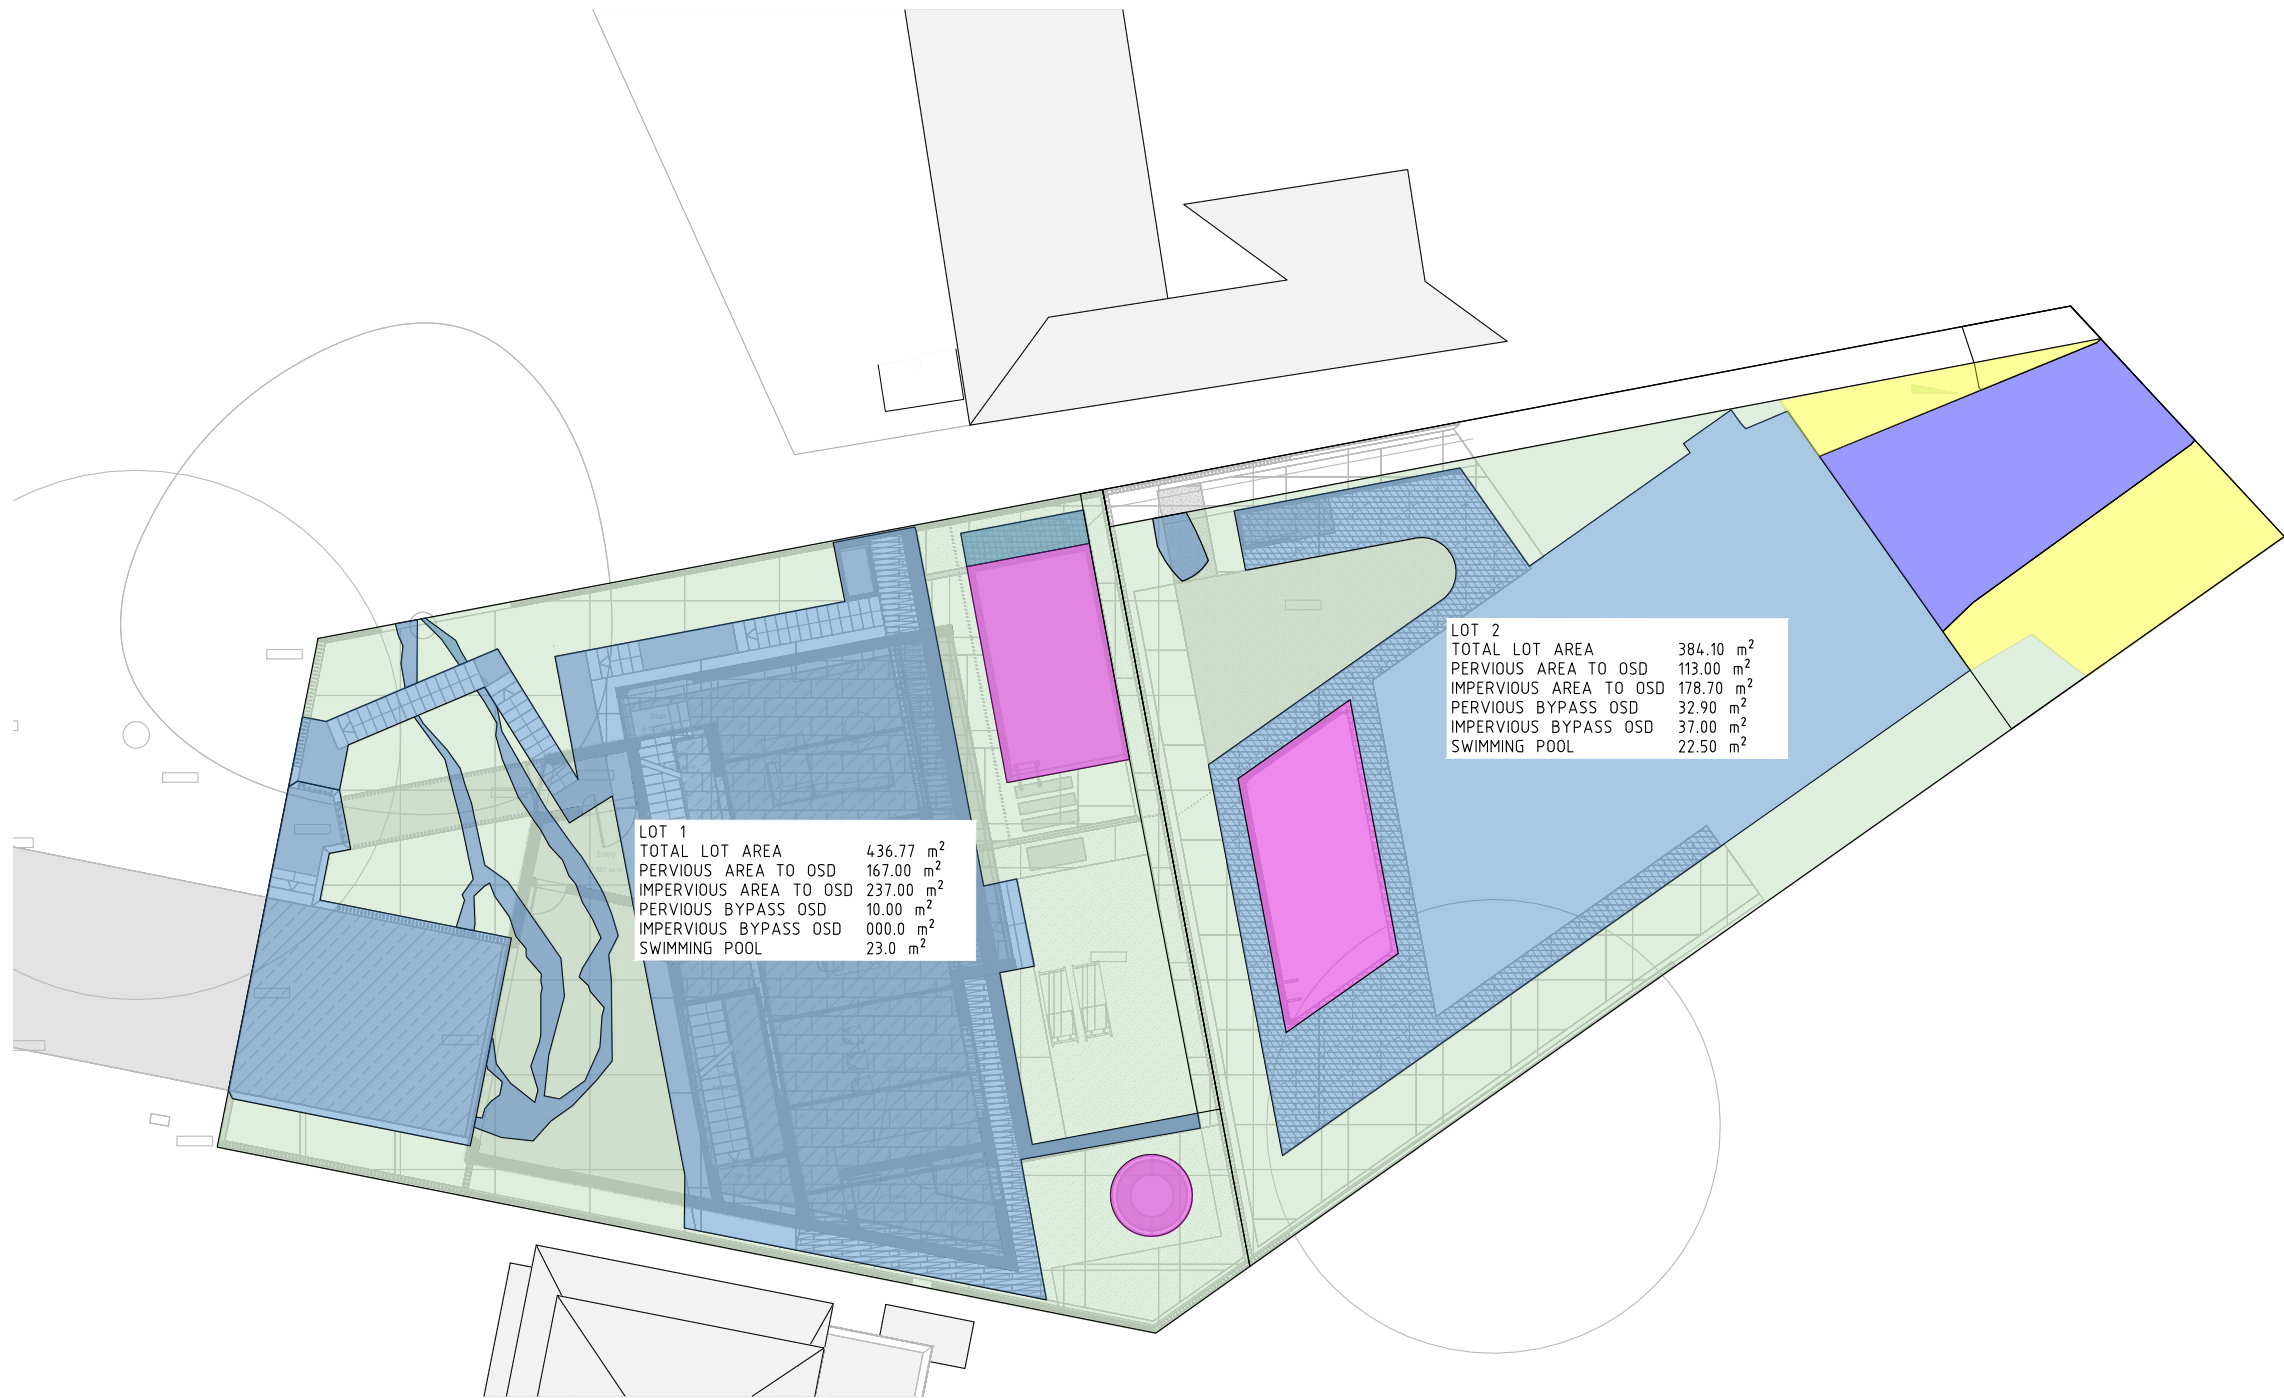 LOT 2
TOTAL LOT AREA 384.10 m²
PERVIOUS AREA TO OSD 113.00 m²
IMPERVIOUS AREA TO OSD 178.70 m²
PERVIOUS BYPASS OSD 32.90 m²
IMPERVIOUS BYPASS OSD 37.00 m²
SWIMMING POOL 22.50 m²
Stair
Entry
LOT 1
TOTAL LOT AREA 436.77 m²
PERVIOUS AREA TO OSD 167.00 m²
IMPERVIOUS AREA TO OSD 237.00 m²
PERVIOUS BYPASS OSD 10.00 m²
IMPERVIOUS BYPASS OSD 000.0 m²
SWIMMING POOL 23.0 m²